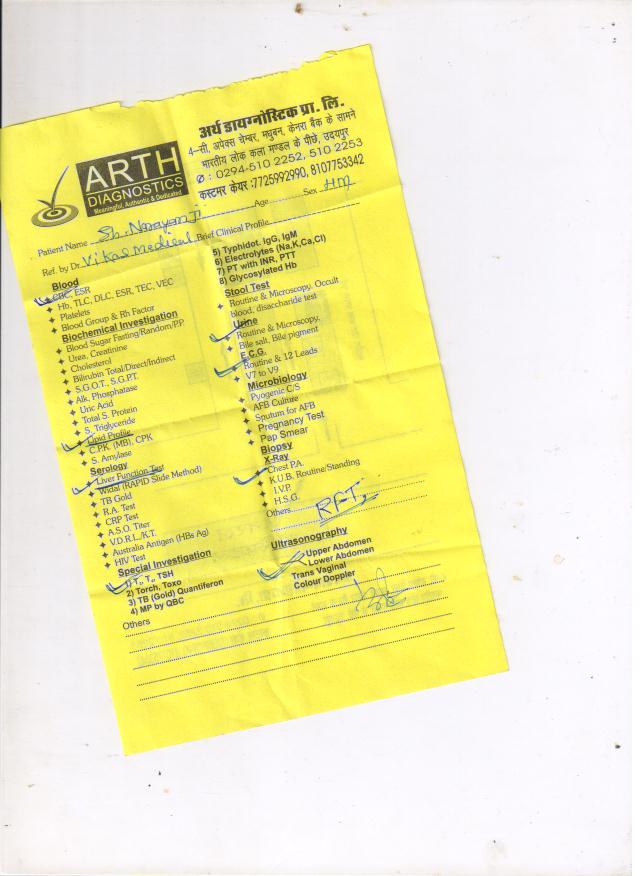 ARTH
DIAGNOSTICS
Meaningful, Authentic & Dedicated
अर्थ डायग्नोस्टिक प्रा. लि.
4-सी, अपेक्स चेम्बर, मधुबन, केनरा बैंक के सामने
भारतीय लोक कला मण्डल के पीछे, उदयपुर
✆ : 0294-510 2252, 510 2253
कस्टमर केयर :7725992990, 8107753342
Patient Name Sh. Narayan Ji Age Sex
Ref. by Dr. Vikas Medical Brief Clinical Profile
Blood
CBC, ESR
Hb, TLC, DLC, ESR, TEC, VEC
Platelets
Blood Group & Rh Factor
Biochemical Investigation
Blood Sugar Fasting/Random/P.P.
Urea, Creatinine
Cholesterol
Bilirubin Total/Direct/Indirect
S.G.O.T., S.G.P.T.
Alk. Phosphatase
Uric Acid
Total S. Protein
S. Triglyceride
Lipid Profile
C.P.K. (MB), CPK
S. Amylase
Serology
Liver Function Test
Widal (RAPID Slide Method)
TB Gold
R.A. Test
CRP Test
A.S.O. Titer
V.D.R.L./K.T.
Australia Antigen (HBs Ag)
HIV Test
Special Investigation
1) T₃, T₄, TSH
2) Torch, Toxo
3) TB (Gold) Quantiferon
4) MP by QBC
Others
5) Typhidot. IgG, IgM
6) Electrolytes (Na,K,Ca,Cl)
7) PT with INR, PTT
8) Glycosylated Hb
Stool Test
Routine & Microscopy, Occult
blood, disaccharide test
Urine
Routine & Microscopy,
Bile salt, Bile pigment
E.C.G.
Routine & 12 Leads
V7 to V9
Microbiology
Pyogenic C/S
AFB Culture
Sputum for AFB
Pregnancy Test
Pap Smear
Biopsy
X-Ray
Chest P.A.
K.U.B. Routine/Standing
I.V.P.
H.S.G.
Others RFT
Ultrasonography
Upper Abdomen
Lower Abdomen
Trans Vaginal
Colour Doppler